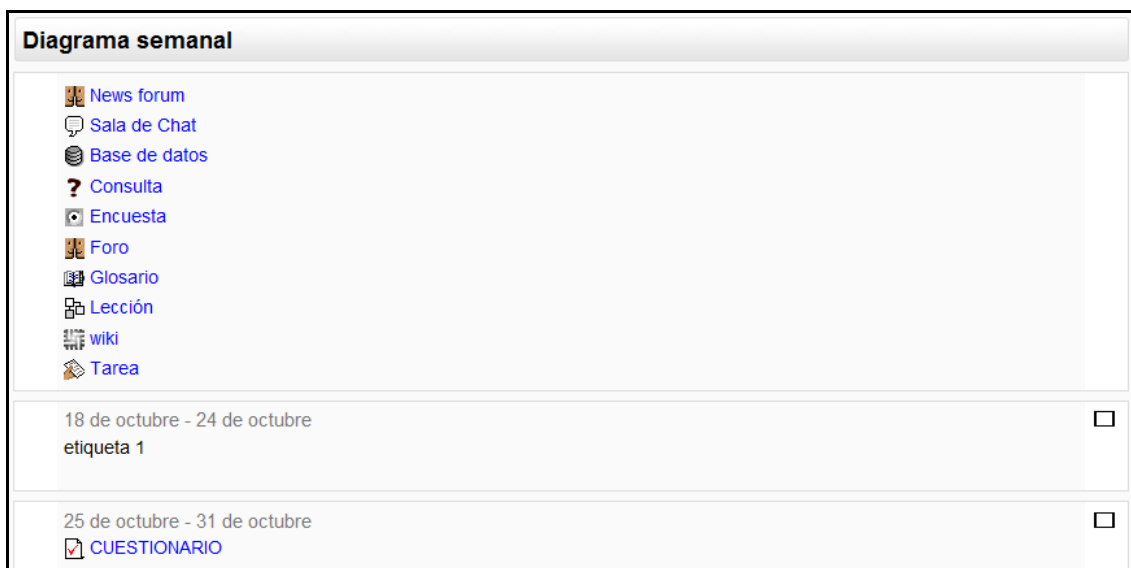 Diagrama semanal
News forum
Sala de Chat
Base de datos
Consulta
Encuesta
Foro
Glosario
Lección
wiki
Tarea
18 de octubre - 24 de octubre
etiqueta 1
25 de octubre - 31 de octubre
CUESTIONARIO